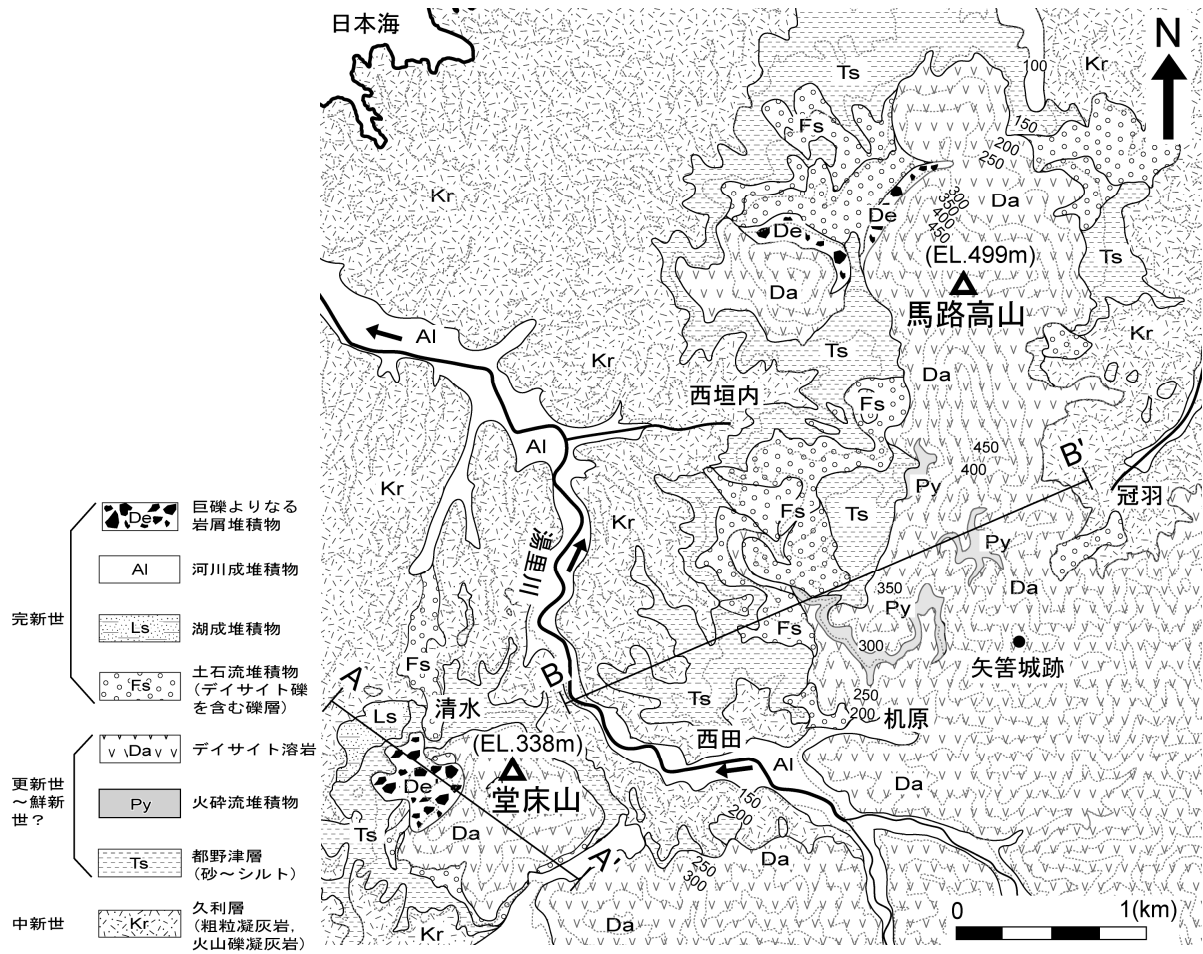 日本海
N
Ts
100
Kr
Fs
150
200
250
Kr
De
De
Da
300
350
400
450
Ts
(EL.499m)
馬路高山
Da
Kr
Al
Kr
Ts
Da
西垣内
Fs
Al
450
400
B'
冠羽
Kr
Py
Kr
Fs
Ts
Py
湯里川
350
Py
Da
Fs
300
矢筈城跡
Fs
A
B
Ts
250
200
机原
Ls
清水
西田
(EL.338m)
堂床山
Al
De
Da
150
200
Ts
Da
A'
250
300
Da
Da
Kr
0
1(km)
完新世
De
巨礫よりなる
岩屑堆積物
Al
河川成堆積物
Ls
湖成堆積物
Fs
土石流堆積物
(デイサイト礫
を含む礫層)
更新世
~鮮新
世?
Da
デイサイト溶岩
Py
火砕流堆積物
Ts
都野津層
(砂~シルト)
中新世
Kr
久利層
(粗粒凝灰岩,
火山礫凝灰岩)